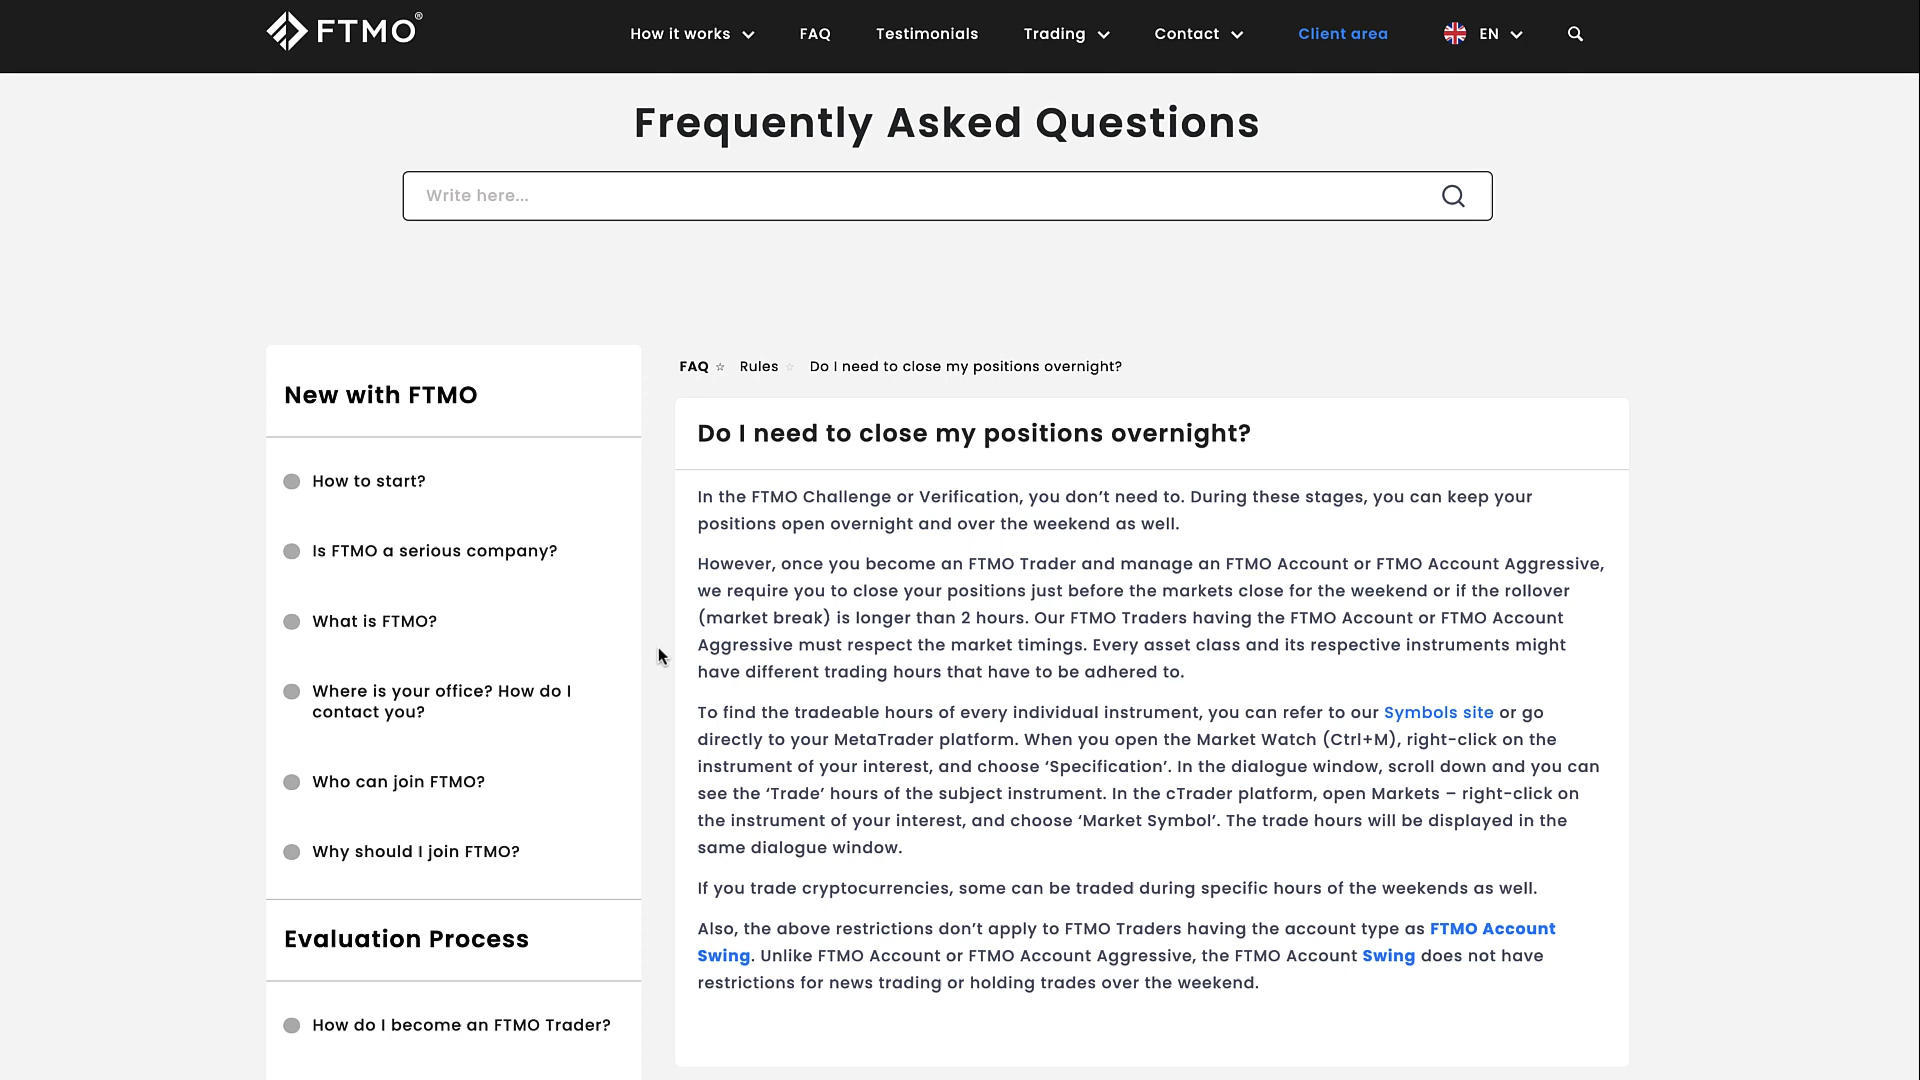 FTMO®
How it works
FAQ
Testimonials
Trading
Contact
Client area
EN
Frequently Asked Questions
Write here...
New with FTMO
How to start?
Is FTMO a serious company?
What is FTMO?
Where is your office? How do I
contact you?
Who can join FTMO?
Why should I join FTMO?
Evaluation Process
How do I become an FTMO Trader?
FAQ ☆ Rules ☆ Do I need to close my positions overnight?
Do I need to close my positions overnight?
In the FTMO Challenge or Verification, you don’t need to. During these stages, you can keep your
positions open overnight and over the weekend as well.
However, once you become an FTMO Trader and manage an FTMO Account or FTMO Account Aggressive,
we require you to close your positions just before the markets close for the weekend or if the rollover
(market break) is longer than 2 hours. Our FTMO Traders having the FTMO Account or FTMO Account
Aggressive must respect the market timings. Every asset class and its respective instruments might
have different trading hours that have to be adhered to.
To find the tradeable hours of every individual instrument, you can refer to our Symbols site or go
directly to your MetaTrader platform. When you open the Market Watch (Ctrl+M), right-click on the
instrument of your interest, and choose ‘Specification’. In the dialogue window, scroll down and you can
see the ‘Trade’ hours of the subject instrument. In the cTrader platform, open Markets – right-click on
the instrument of your interest, and choose ‘Market Symbol’. The trade hours will be displayed in the
same dialogue window.
If you trade cryptocurrencies, some can be traded during specific hours of the weekends as well.
Also, the above restrictions don’t apply to FTMO Traders having the account type as FTMO Account
Swing. Unlike FTMO Account or FTMO Account Aggressive, the FTMO Account Swing does not have
restrictions for news trading or holding trades over the weekend.